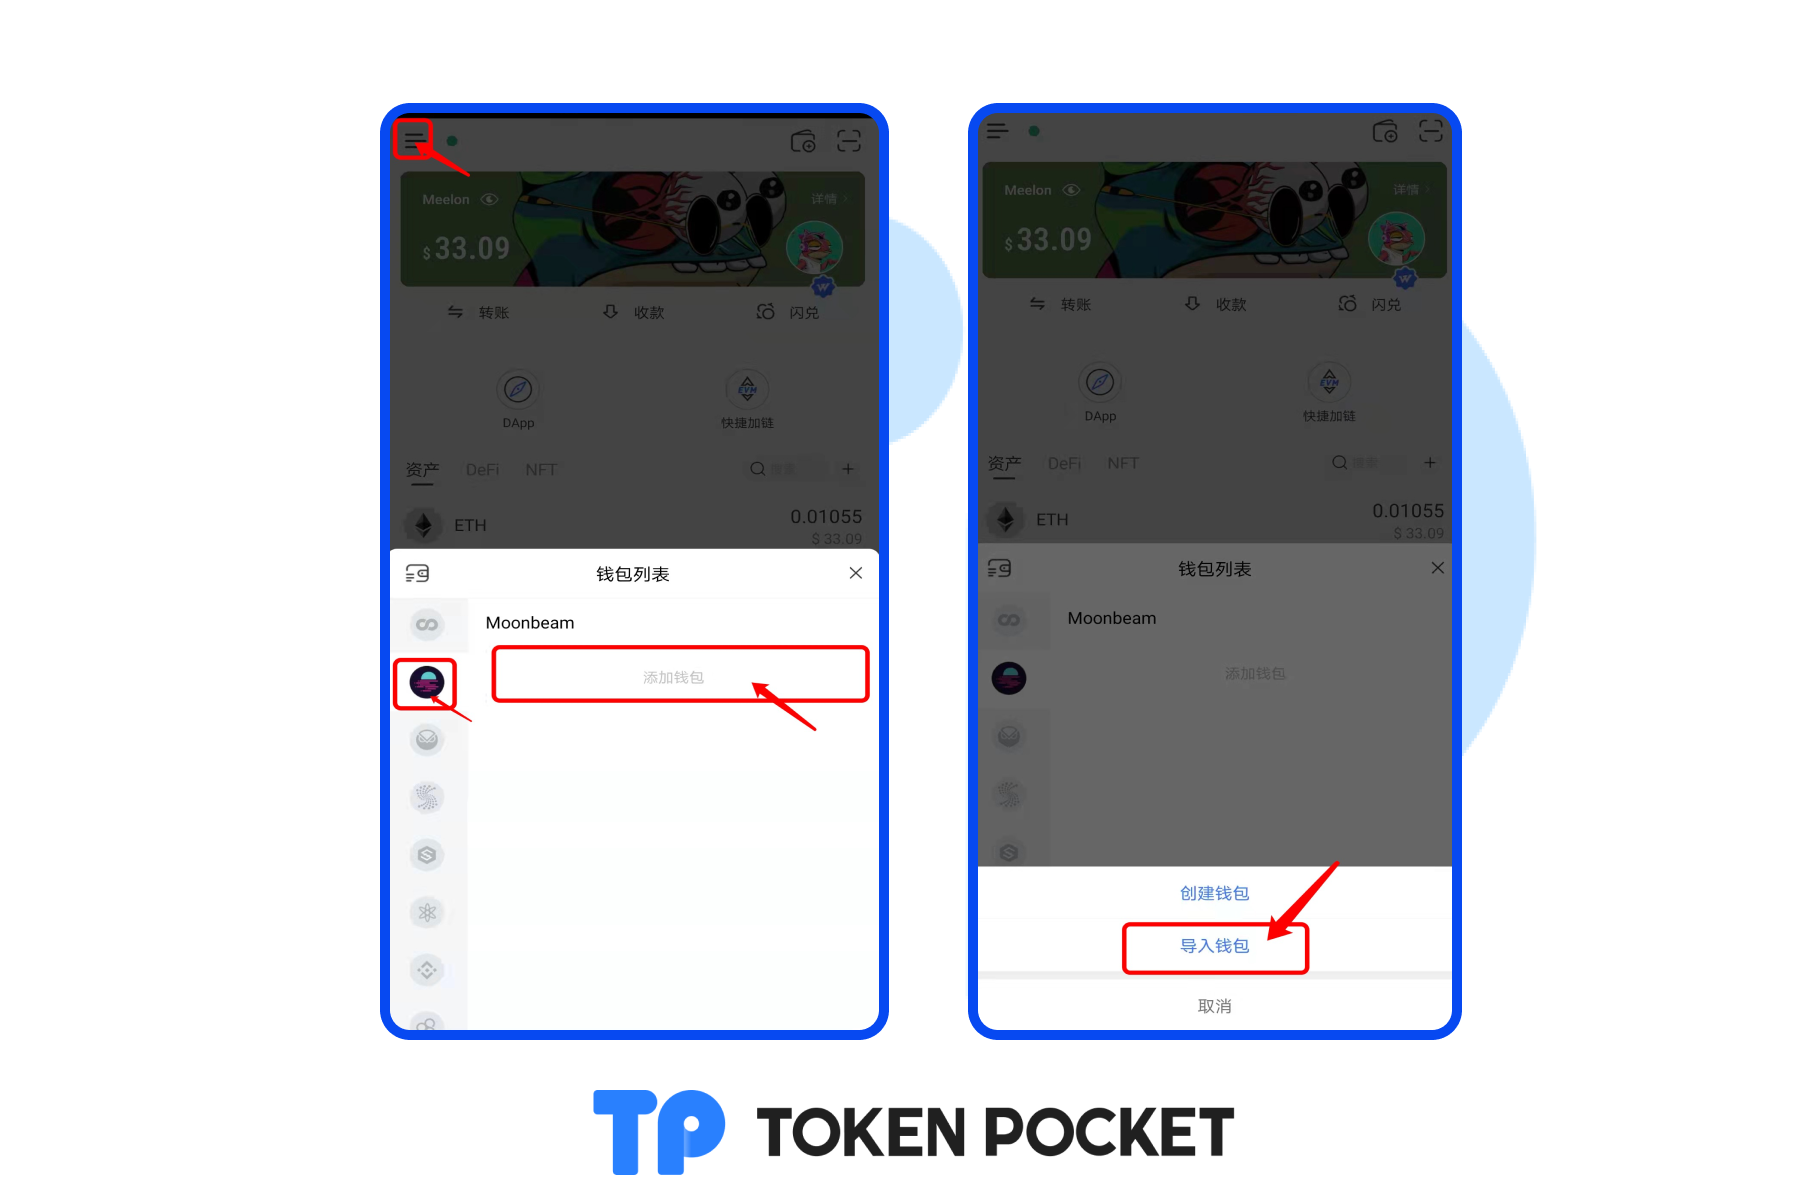 Meelon
详情
$ 33.09
转账
收款
闪兑
DApp
EVM
快捷加链
资产 DeFi NFT
搜索
ETH
0.01055
$ 33.09
钱包列表
Moonbeam
添加钱包
Meelon
详情
$ 33.09
转账
收款
闪兑
DApp
EVM
快捷加链
资产 DeFi NFT
搜索
ETH
0.01055
$ 33.09
钱包列表
Moonbeam
添加钱包
创建钱包
导入钱包
取消
TP TOKEN POCKET